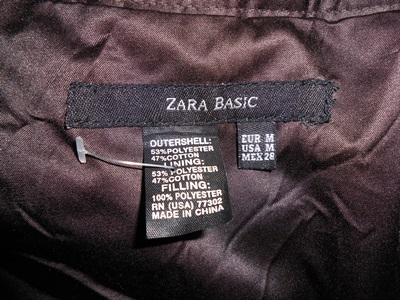 ZARA BASIC
OUTERSHELL:
53% POLYESTER
47% COTTON
LINING:
53% POLYESTER
47% COTTON
FILLING:
100% POLYESTER
RN (USA) 77302
MADE IN CHINA
EUR M
USA M
MEX 28